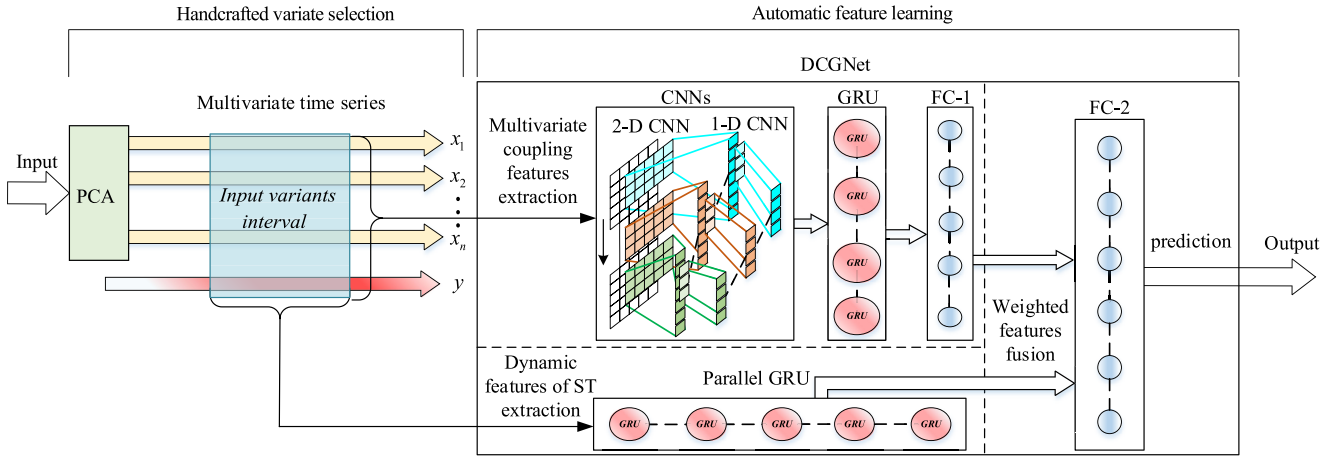 Handcrafted variate selection
Automatic feature learning
DCGNet
Multivariate time series
Input
PCA
Input variants
interval
x1
x2
xn
y
Multivariate
coupling
features
extraction
CNNs
2-D CNN
1-D CNN
GRU
GRU
GRU
GRU
GRU
FC-1
FC-2
prediction
Output
Weighted
features
fusion
Dynamic
features of ST
extraction
Parallel GRU
GRU
GRU
GRU
GRU
GRU